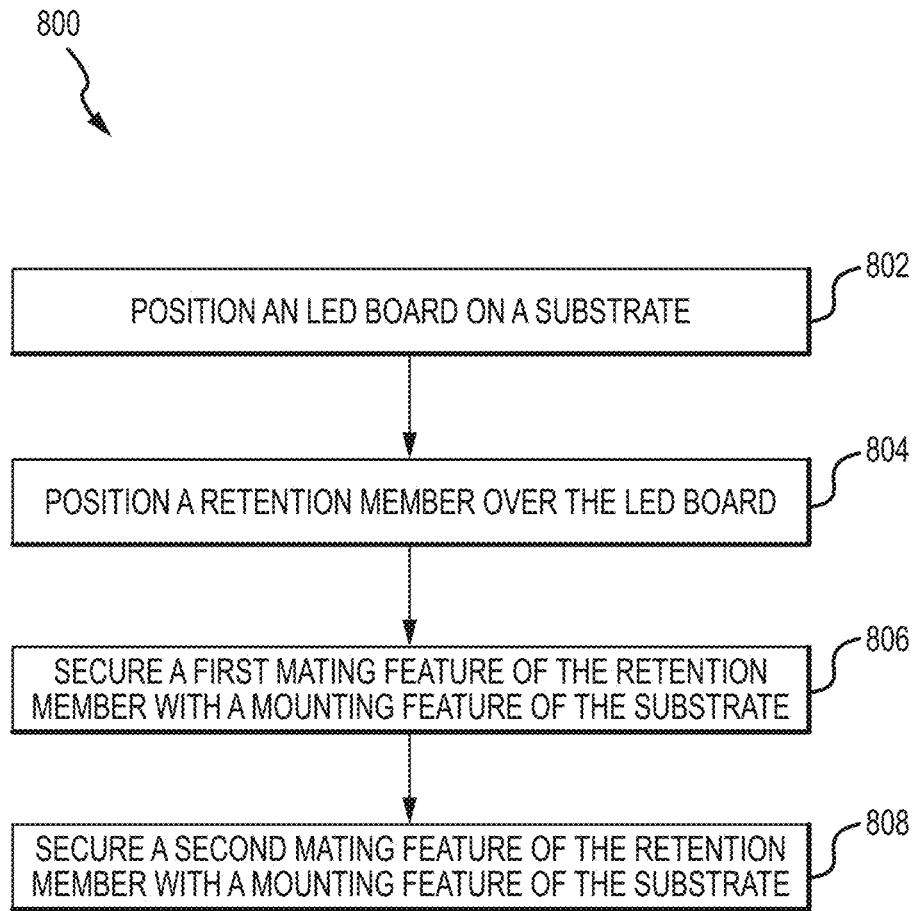 800
802
POSITION AN LED BOARD ON A SUBSTRATE
804
POSITION A RETENTION MEMBER OVER THE LED BOARD
806
SECURE A FIRST MATING FEATURE OF THE RETENTION
MEMBER WITH A MOUNTING FEATURE OF THE SUBSTRATE
808
SECURE A SECOND MATING FEATURE OF THE RETENTION
MEMBER WITH A MOUNTING FEATURE OF THE SUBSTRATE